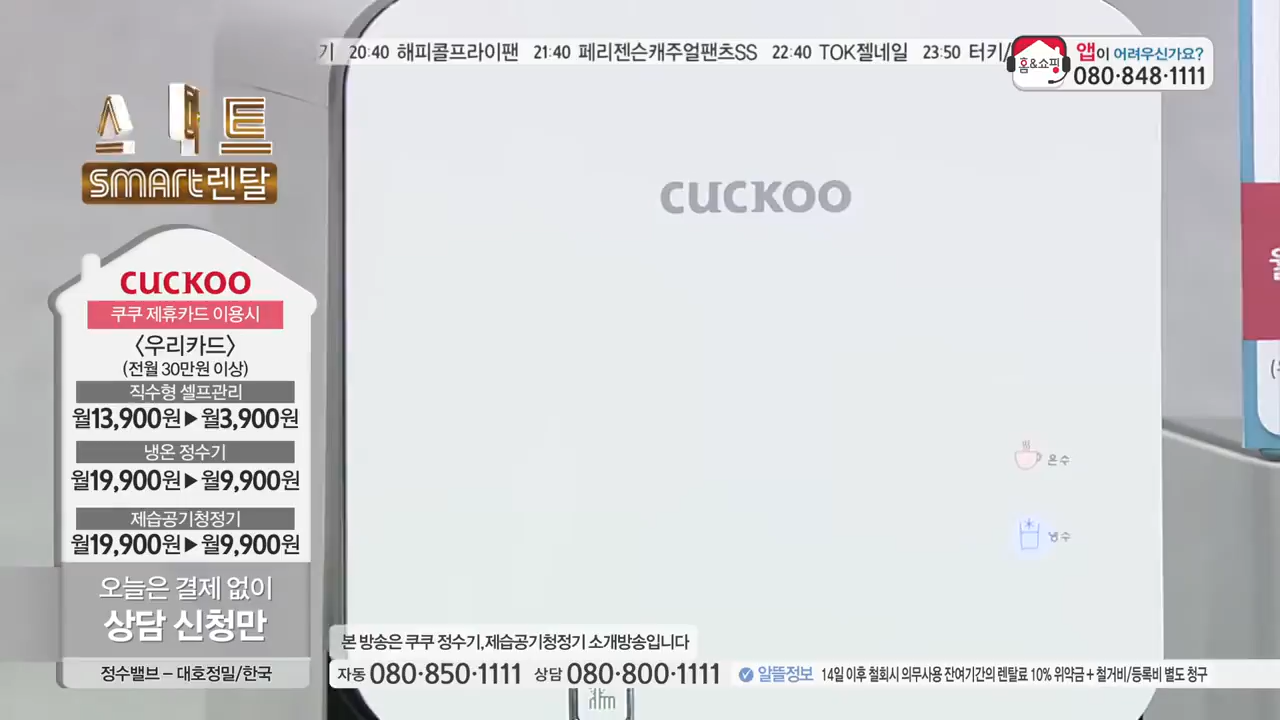 기 20:40 해피콜프라이팬 21:40 페리젠슨캐주얼팬츠SS 22:40 TOK젤네일 23:50 터키/
홈&쇼핑
앱이 어려우신가요?
080·848·1111
smart렌탈
CUCKOO
CUCKOO
쿠쿠 제휴카드 이용시
〈우리카드〉
(전월 30만원 이상)
직수형 셀프관리
월13,900원▶월3,900원
냉온 정수기
월19,900원▶월9,900원
제습공기청정기
월19,900원▶월9,900원
오늘은 결제 없이
상담 신청만
정수밸브 – 대호정밀/한국
온수
냉수
본 방송은 쿠쿠 정수기,제습공기청정기 소개방송입니다
자동 080·850·1111 상담 080·800·1111
알뜰정보 14일 이후 철회시 의무사용 잔여기간의 렌탈료 10% 위약금 + 철거비/등록비 별도 청구